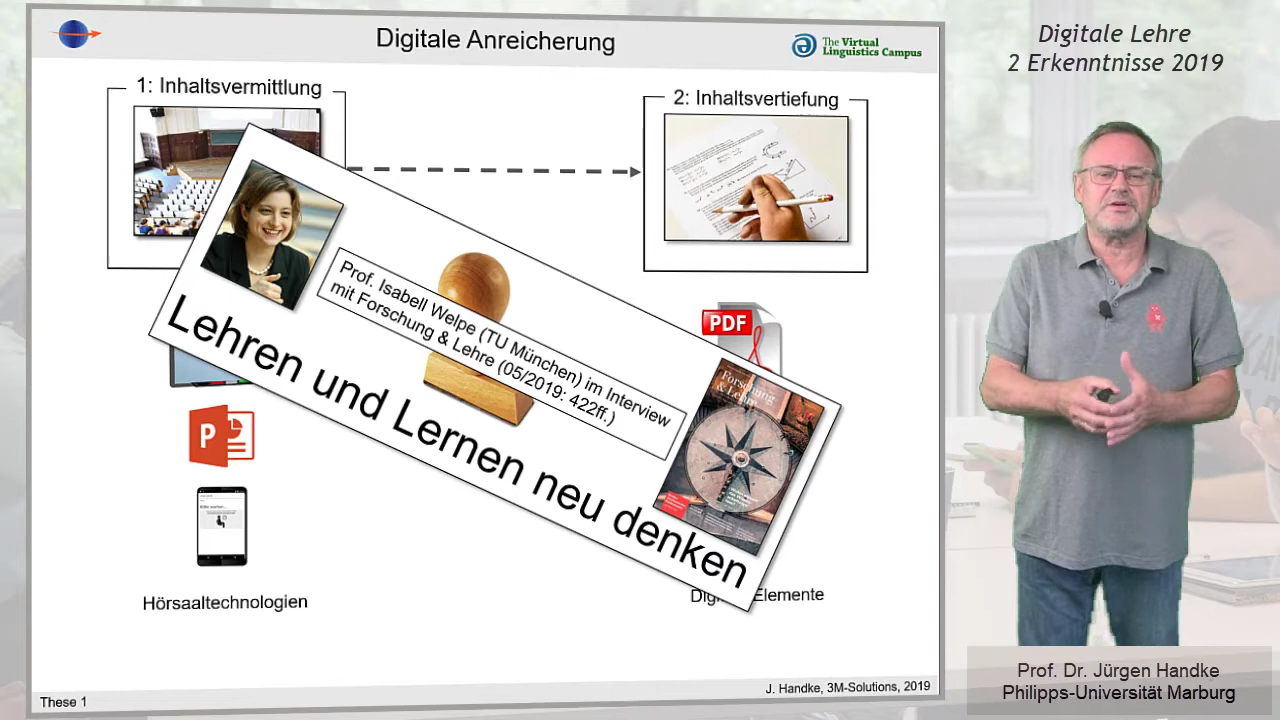 Digitale Anreicherung
The Virtual
Linguistics Campus
Digitale Lehre
2 Erkenntnisse 2019
1: Inhaltsvermittlung
2: Inhaltsvertiefung
Prof. Isabell Welpe (TU München) im Interview
mit Forschung & Lehre (05/2019: 422ff.)
Lehren und Lernen neu denken
PDF
Forschung
& Lehre
P
Hörsaaltechnologien
Elemente
These 1
J. Handke, 3M-Solutions, 2019
Prof. Dr. Jürgen Handke
Philipps-Universität Marburg